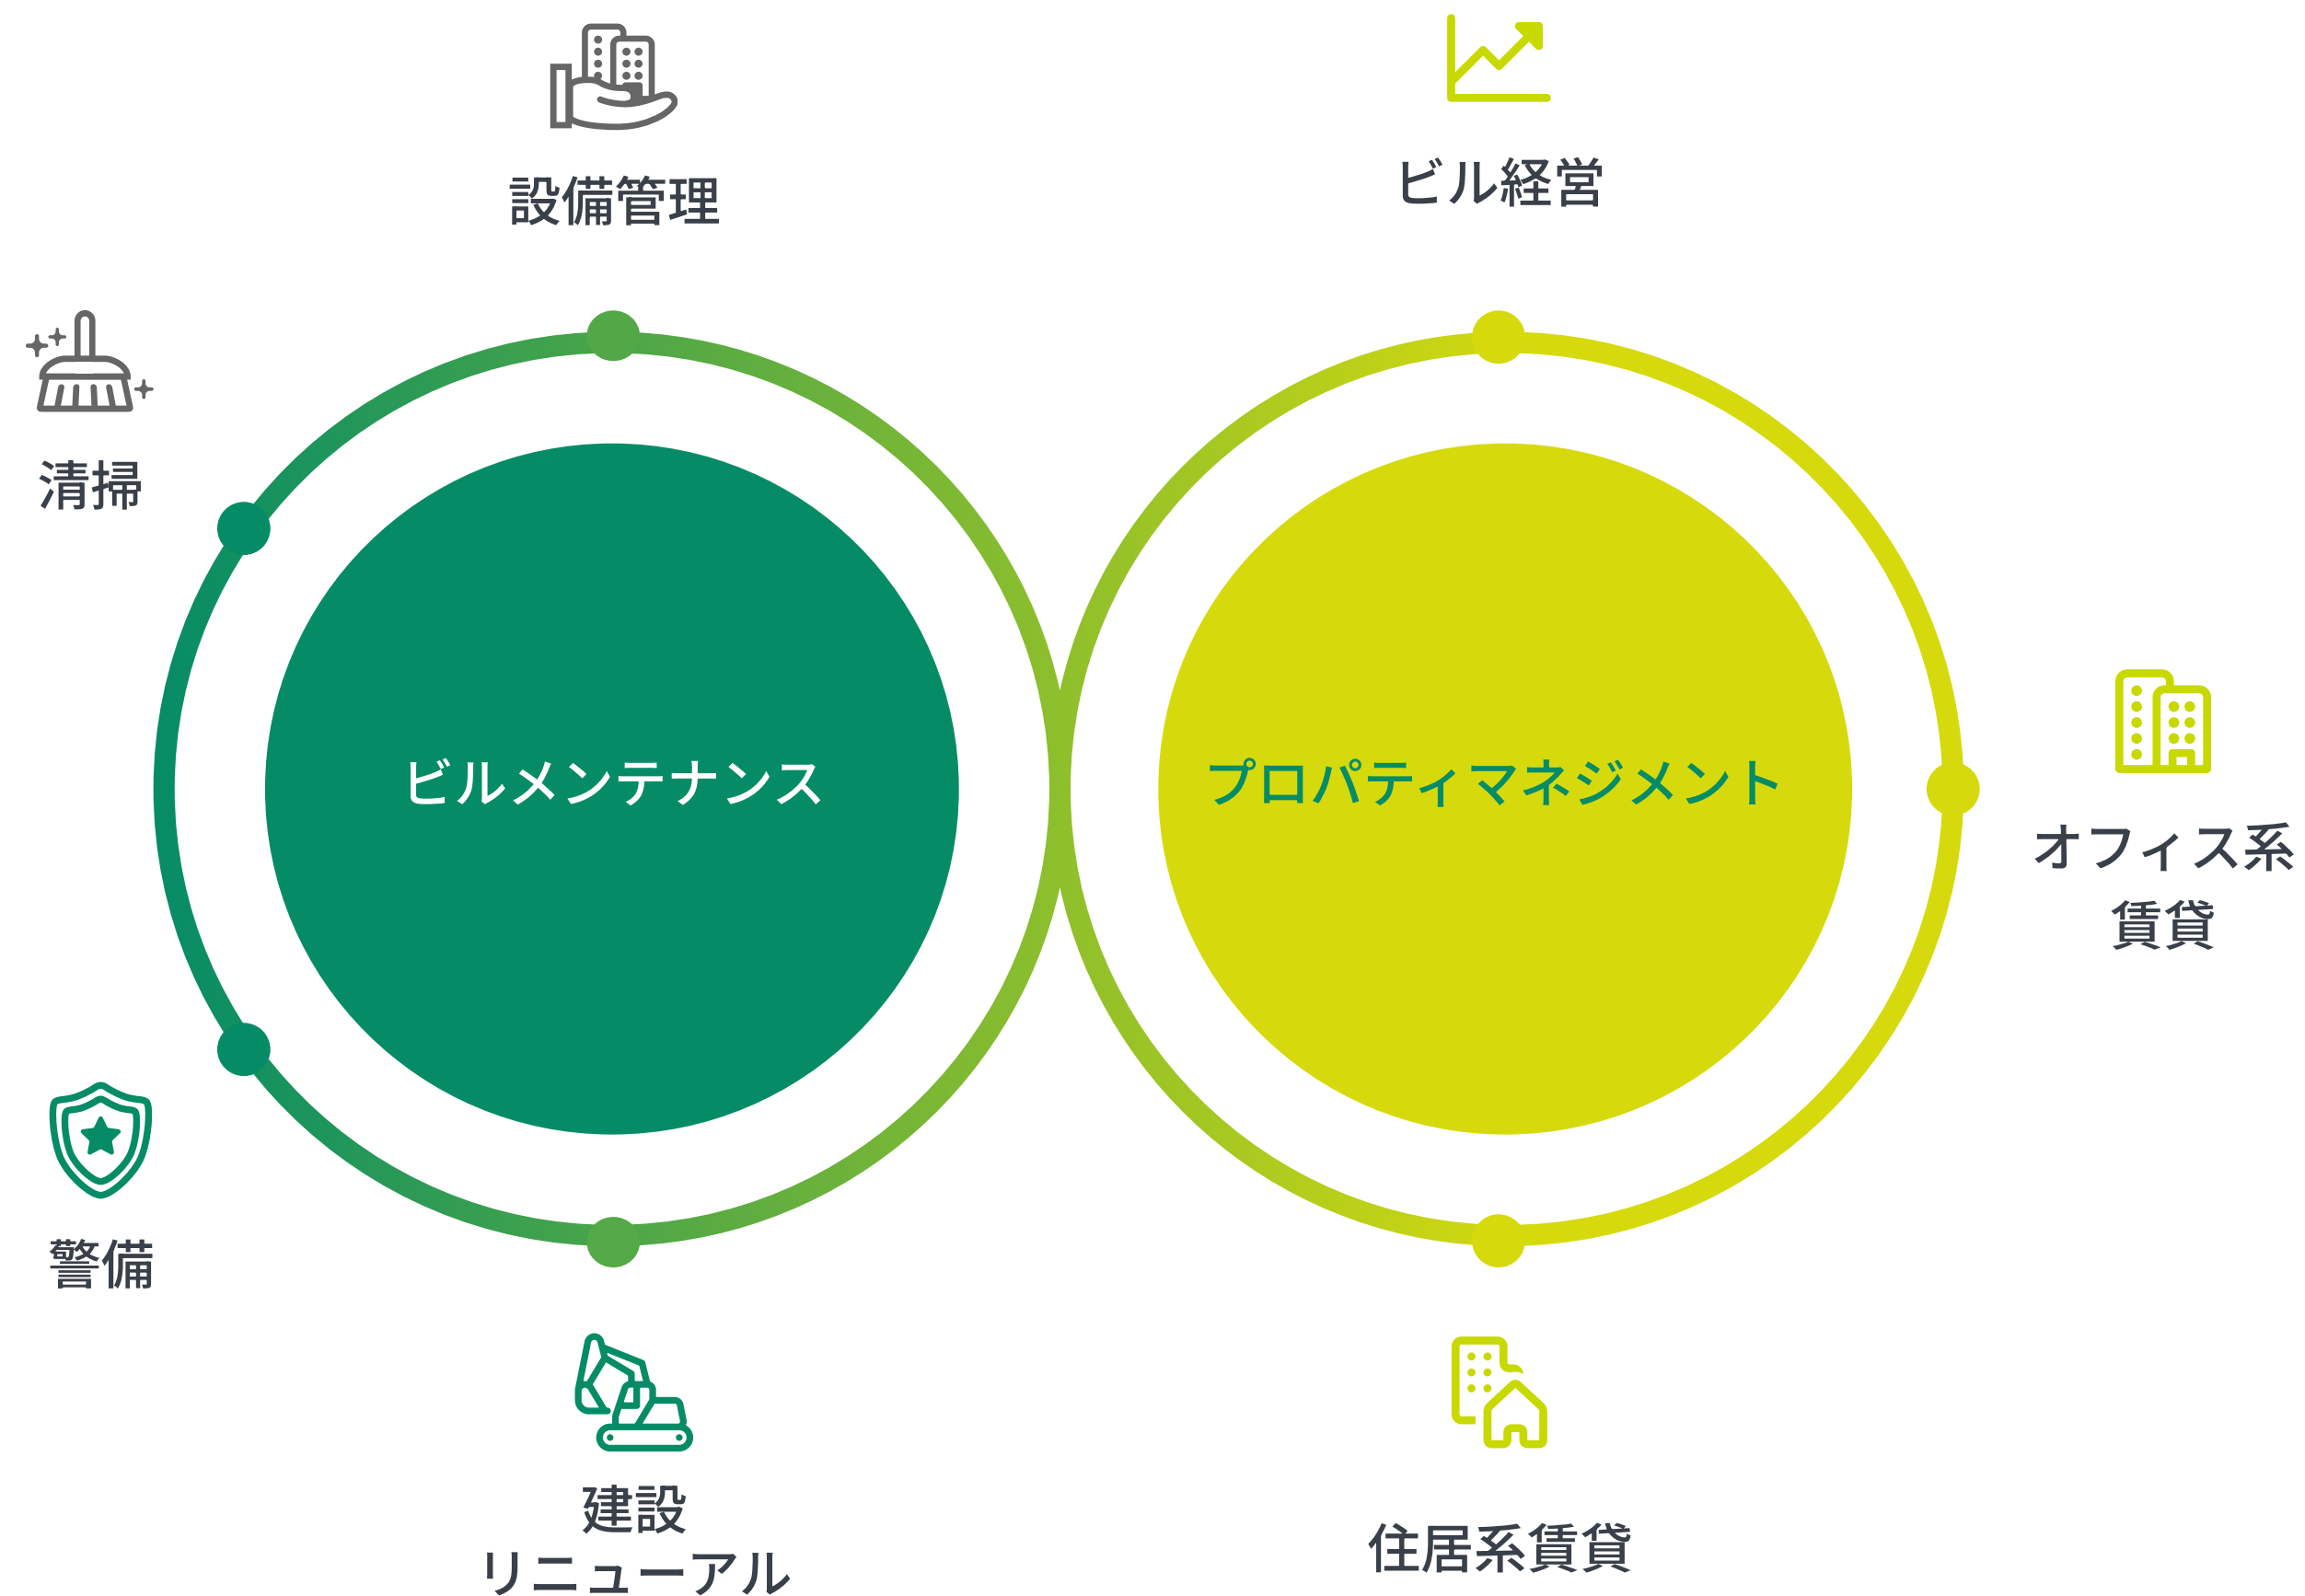 設備管理
ビル経営
清掃
ビルメンテナンス
プロパティマネジメント
オフィス系
賃貸
警備
建設
リニューアル
住居系賃貸